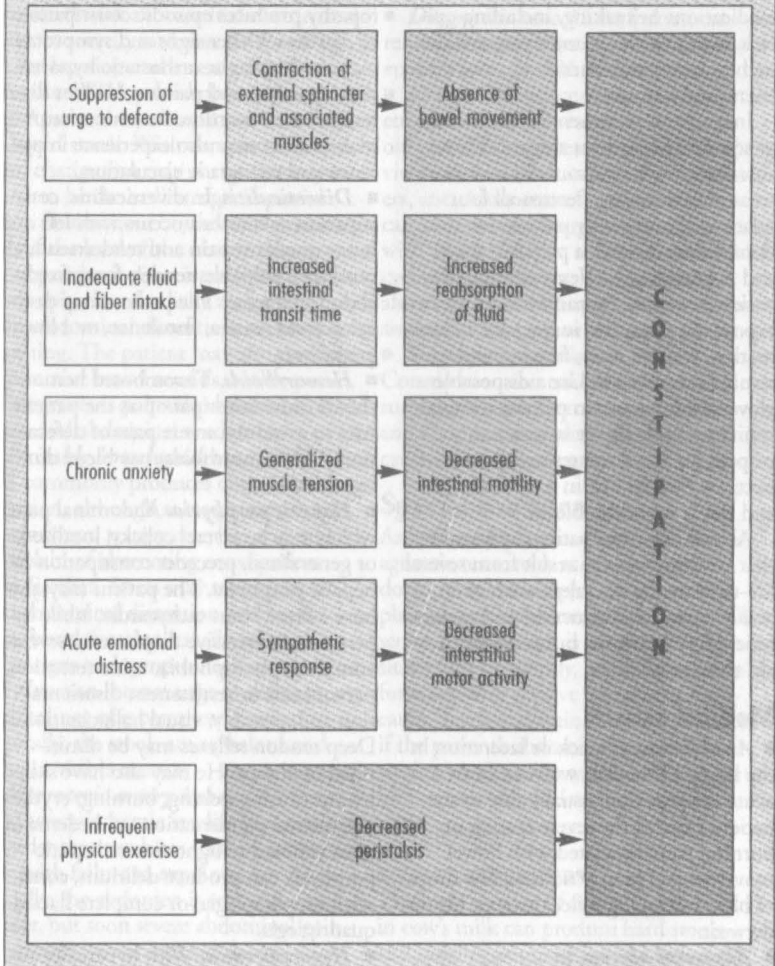 Suppression of
urge to defecate
Contraction of
external sphincter
and associated
muscles
Absence of
bowel movement
Inadequate fluid
and fiber intake
Increased
intestinal
transit time
Increased
reabsorption
of fluid
Chronic anxiety
Generalized
muscle tension
Decreased
intestinal motility
Acute emotional
distress
Sympathetic
response
Decreased
interstitial
motor activity
Infrequent
physical exercise
Decreased
peristalsis
CONSTIPATION